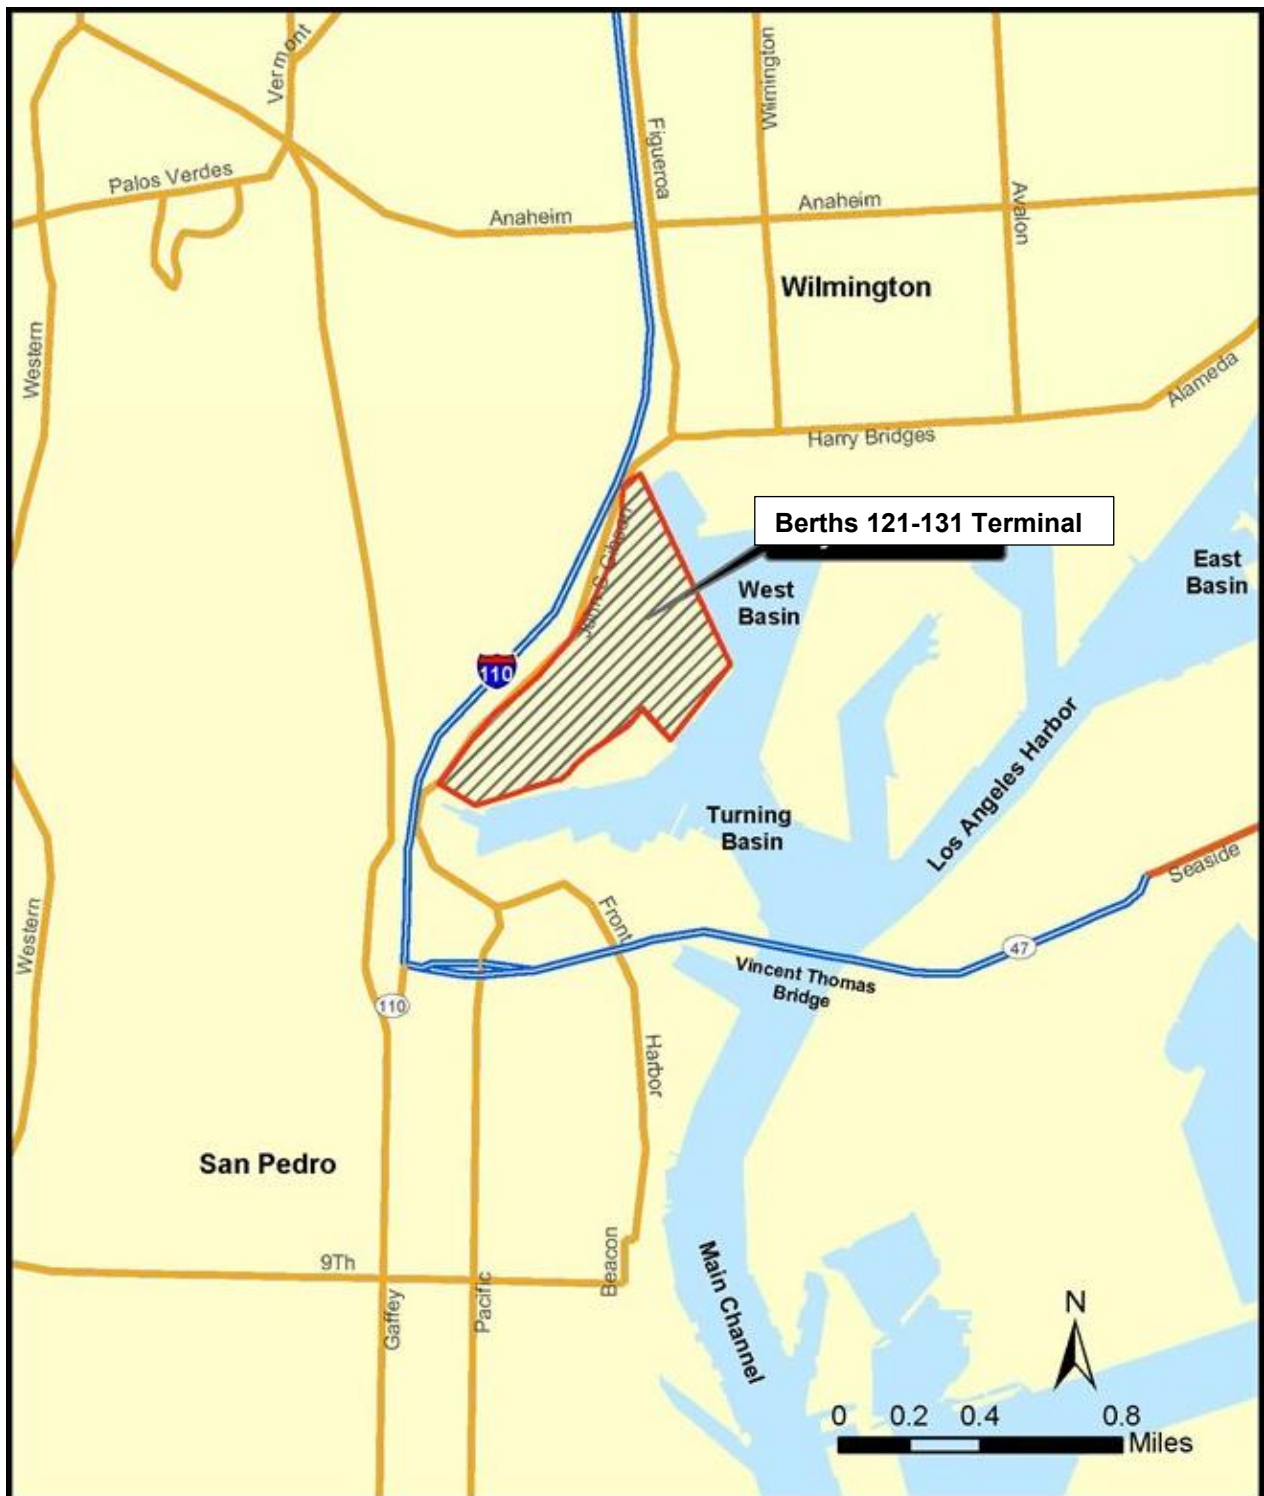 Vermont
Figueroa
Wilmington
Palos Verdes
Anaheim
Anaheim
Avalon
Wilmington
Western
Alameda
Harry Bridges
Berths 121-131 Terminal
John S Gibson
East
Basin
West
Basin
110
Los Angeles Harbor
Turning
Basin
Seaside
Western
Front
47
Vincent Thomas
Bridge
110
Harbor
San Pedro
9Th
Beacon
Main Channel
Gaffey
Pacific
N
0 0.2 0.4 0.8
Miles